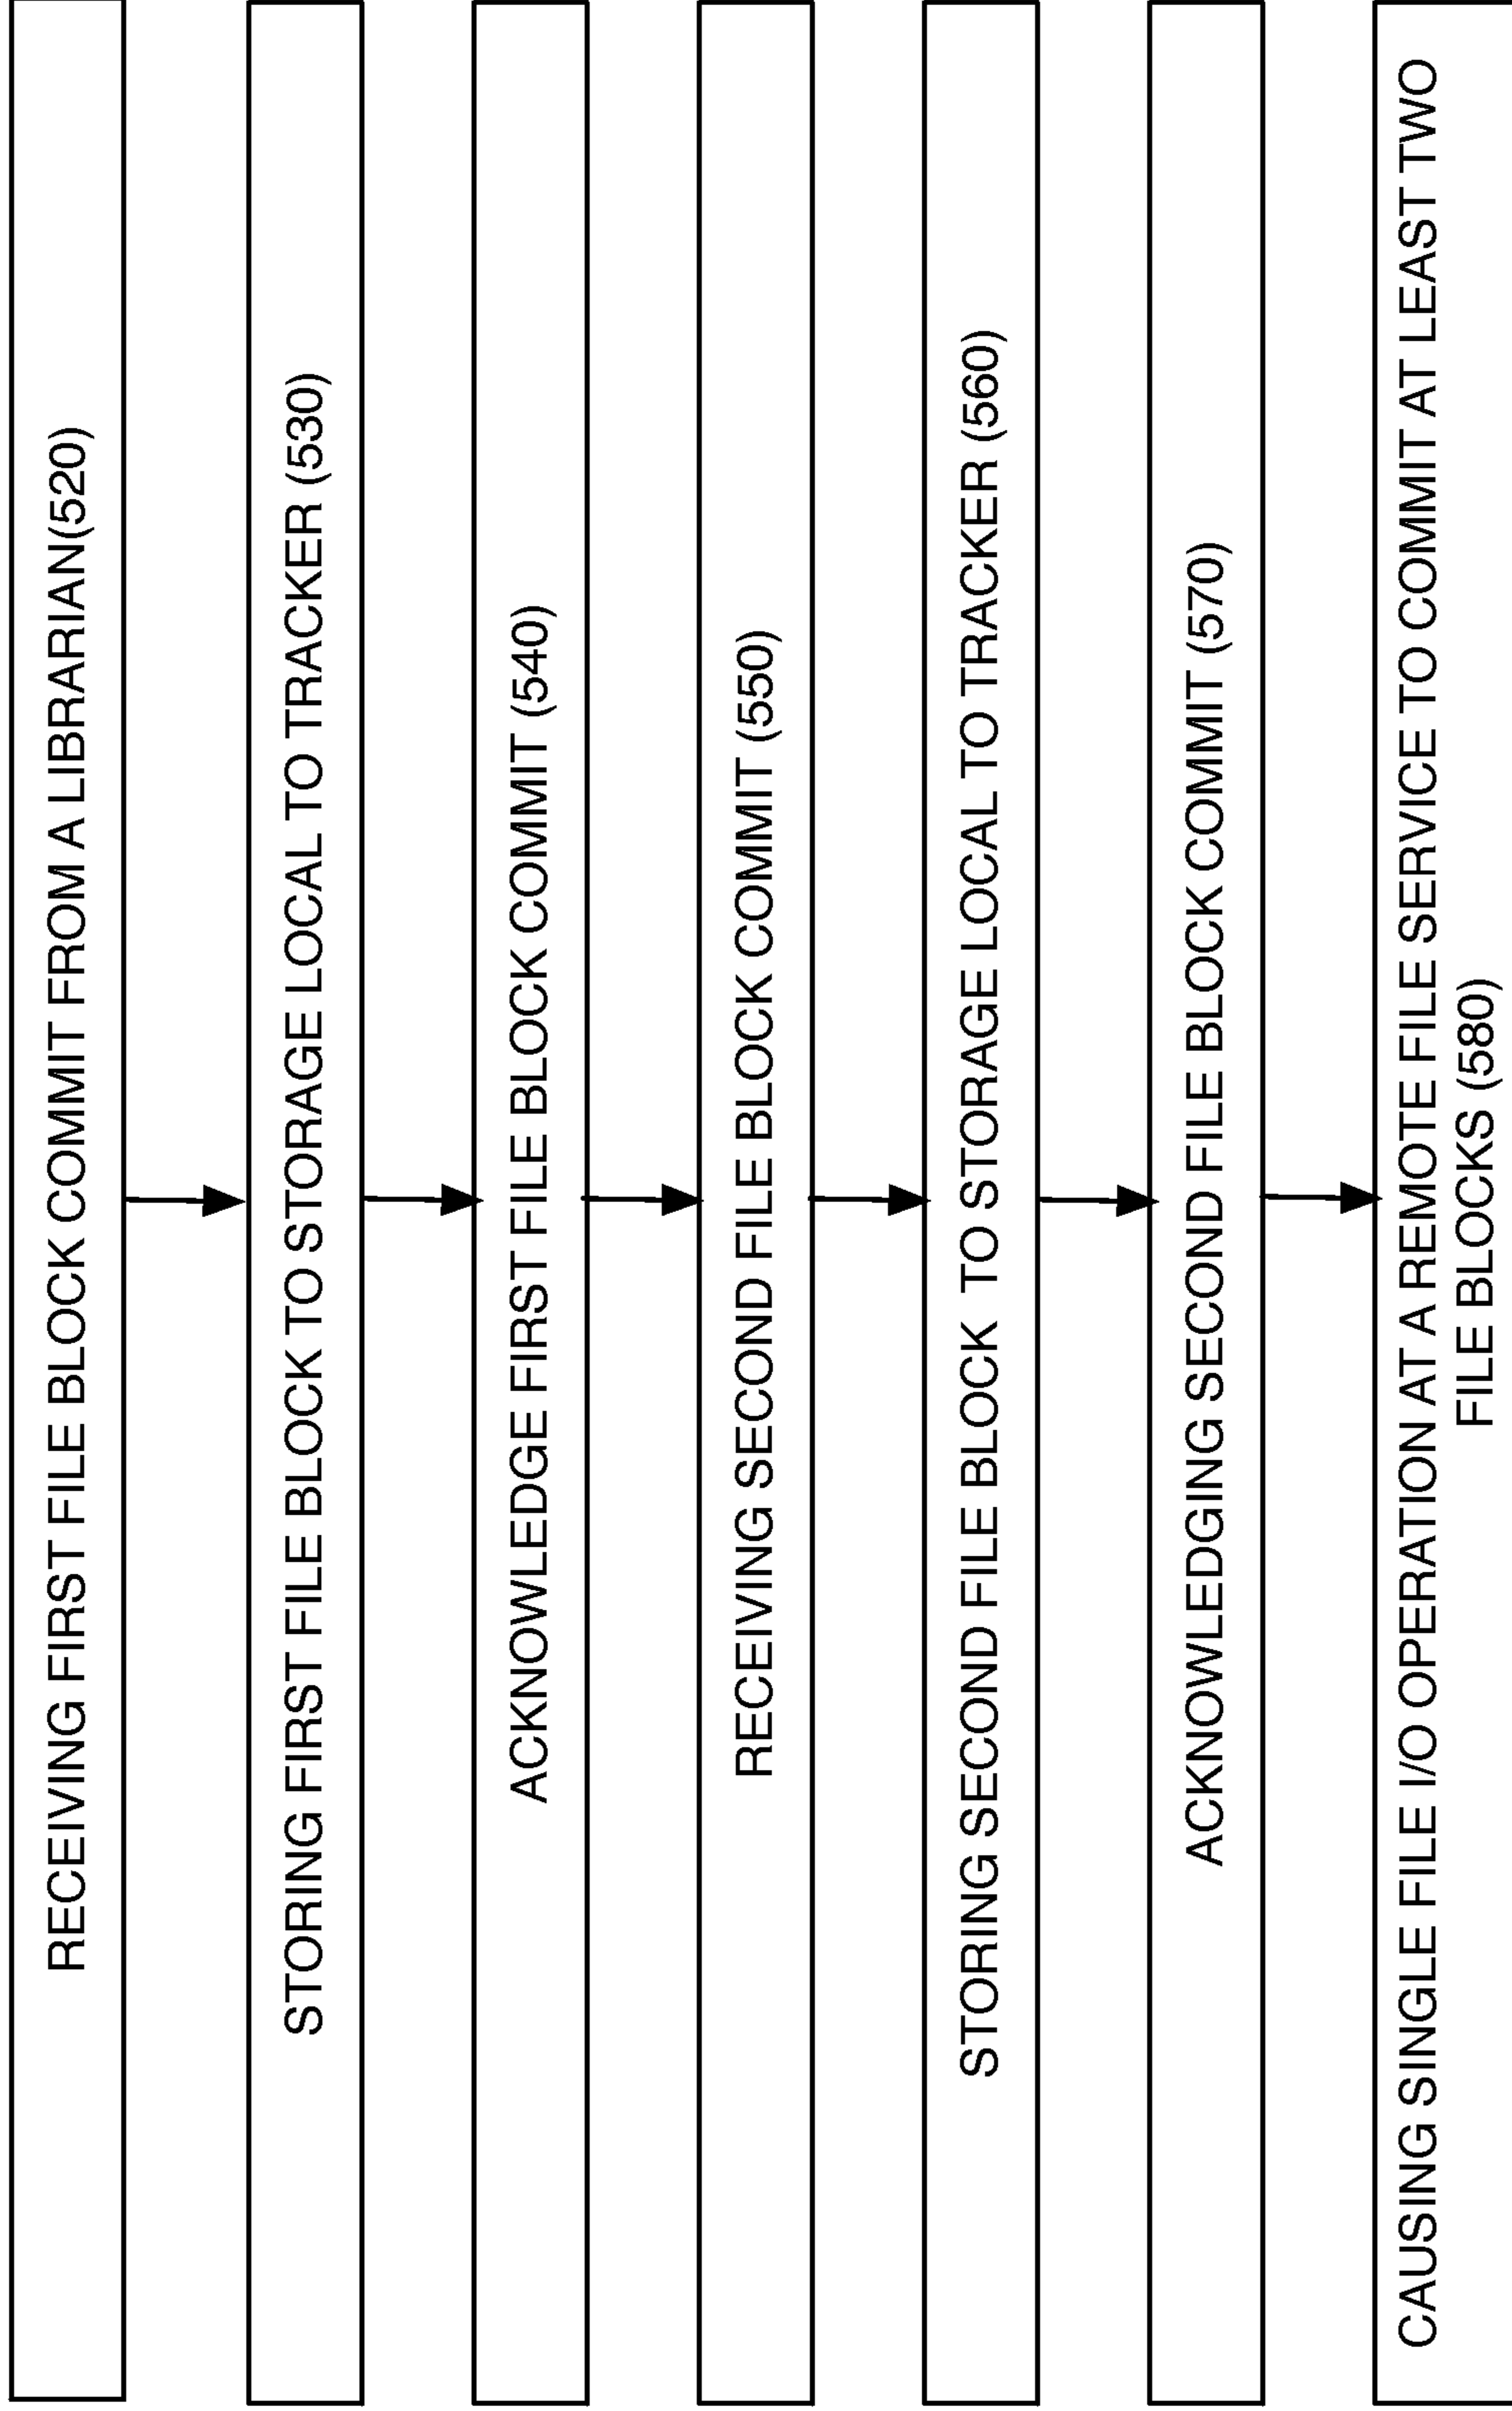 RECEIVING FIRST FILE BLOCK COMMIT FROM A LIBRARIAN(520)
STORING FIRST FILE BLOCK TO STORAGE LOCAL TO TRACKER (530)
ACKNOWLEDGE FIRST FILE BLOCK COMMIT (540)
RECEIVING SECOND FILE BLOCK COMMIT (550)
STORING SECOND FILE BLOCK TO STORAGE LOCAL TO TRACKER (560)
ACKNOWLEDGING SECOND FILE BLOCK COMMIT (570)
CAUSING SINGLE FILE I/O OPERATION AT A REMOTE FILE SERVICE TO COMMIT AT LEAST TWO
FILE BLOCKS (580)